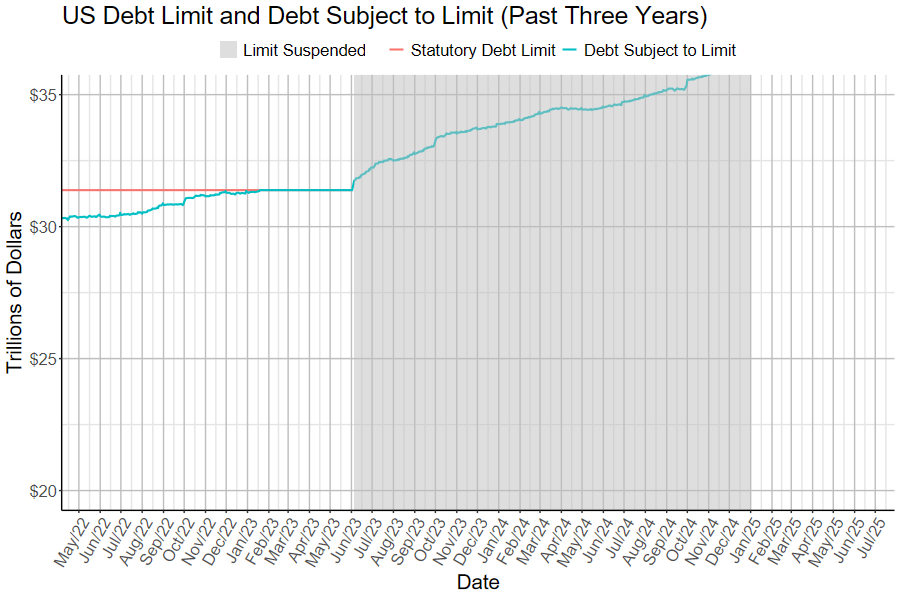 US Debt Limit and Debt Subject to Limit (Past Three Years)
Limit Suspended Statutory Debt Limit Debt Subject to Limit
Trillions of Dollars
$35
$30
$25
$20
May/22 Jun/22 Jul/22 Aug/22 Sep/22 Oct/22 Nov/22 Dec/22 Jan/23 Feb/23 Mar/23 Apr/23 May/23 Jun/23 Jul/23 Aug/23 Sep/23 Oct/23 Nov/23 Dec/23 Jan/24 Feb/24 Mar/24 Apr/24 May/24 Jun/24 Jul/24 Aug/24 Sep/24 Oct/24 Nov/24 Dec/24 Jan/25 Feb/25 Mar/25 Apr/25 May/25 Jun/25 Jul/25
Date